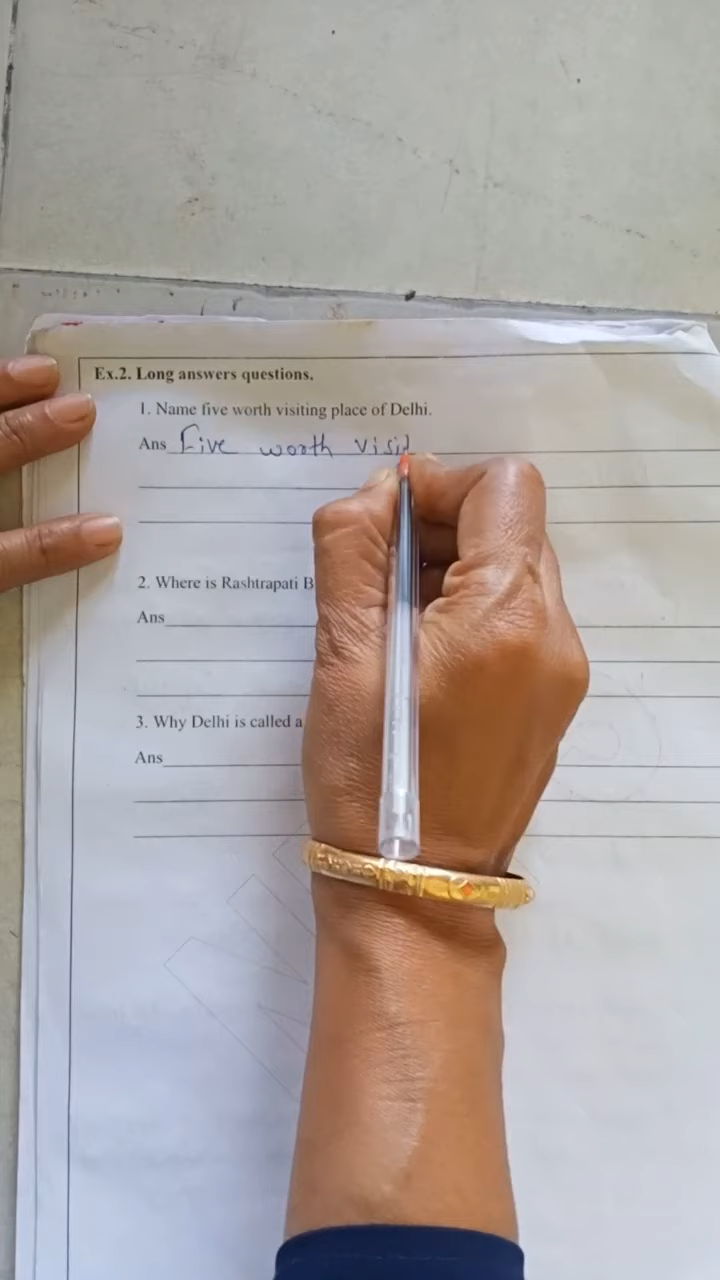 Ex.2. Long answers questions.
1. Name five worth visiting place of Delhi.
Ans Five worth visit
2. Where is Rashtrapati B
Ans
3. Why Delhi is called a
Ans